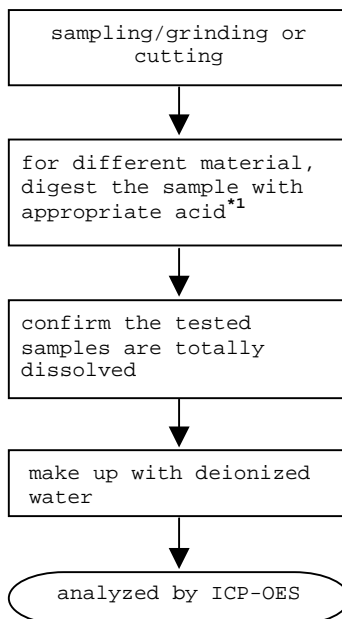 sampling/grinding or
cutting
for different material,
digest the sample with
appropriate acid*1
confirm the tested
samples are totally
dissolved
make up with deionized
water
analyzed by ICP-OES